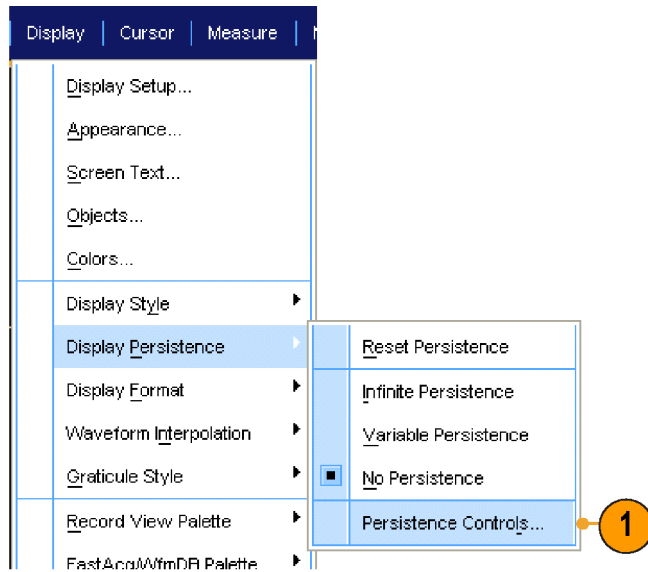 Display Cursor Measure
Display Setup...
Appearance...
Screen Text...
Objects...
Colors...
Display Style
Display Persistence
Reset Persistence
Display Format
Infinite Persistence
Waveform Interpolation
Variable Persistence
Graticule Style
No Persistence
Record View Palette
Persistence Controls...
1
FastAcq/WfmDB Palette